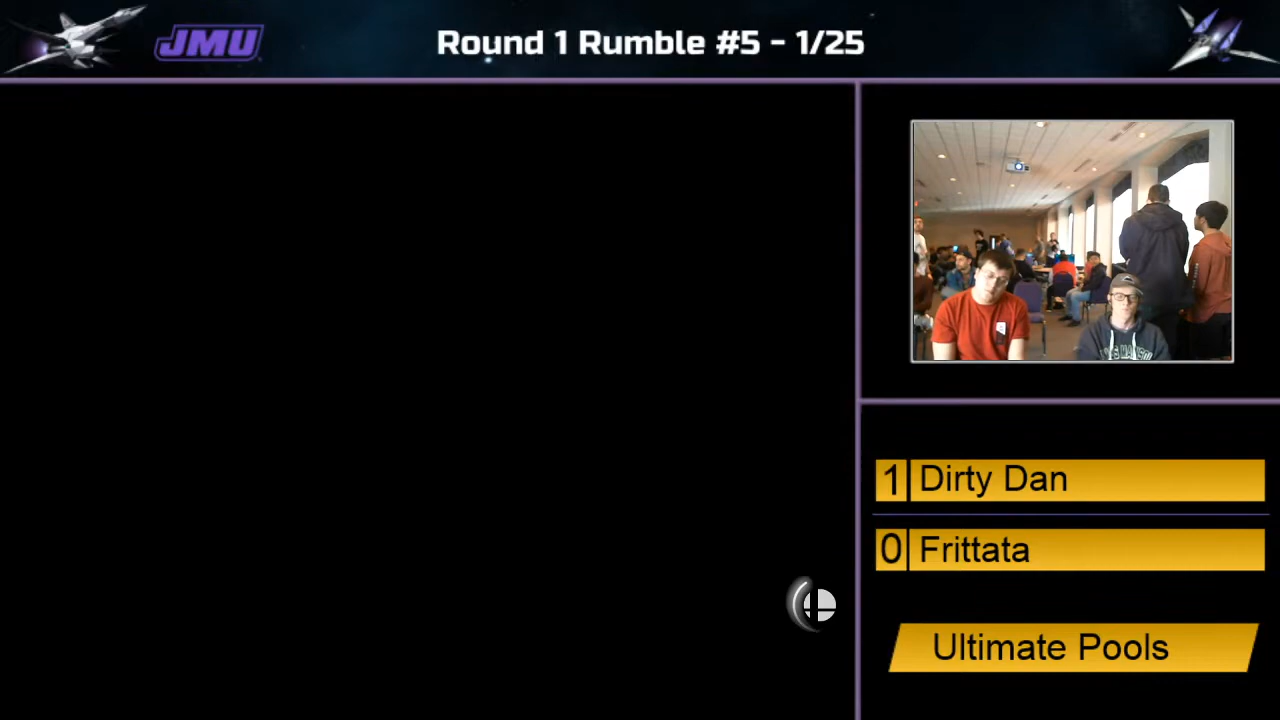 JMU
Round 1 Rumble #5 - 1/25
1 Dirty Dan
0 Frittata
Ultimate Pools